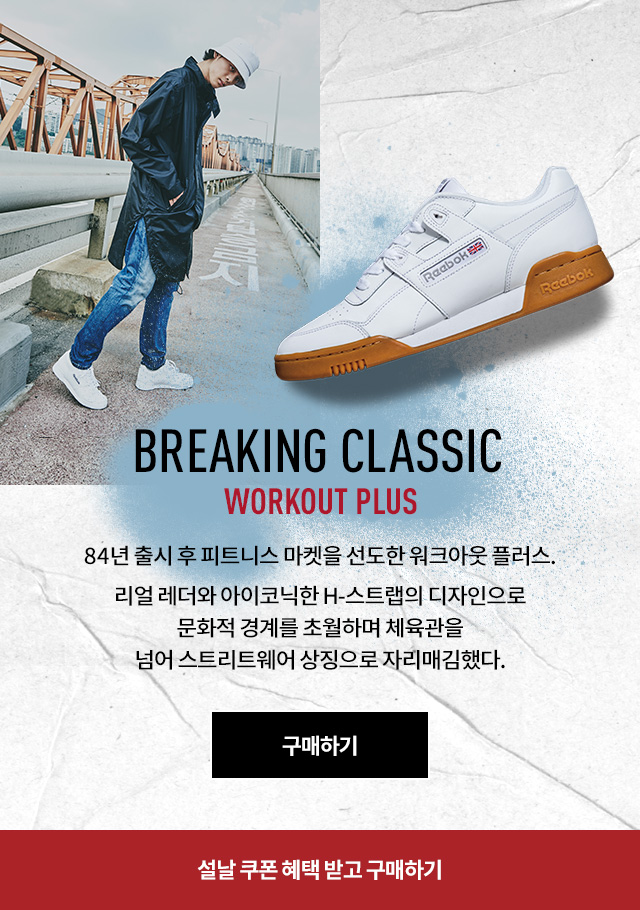 Reebok
Reebok
BREAKING CLASSIC
WORKOUT PLUS
84년 출시 후 피트니스 마켓을 선도한 워크아웃 플러스.
리얼 레더와 아이코닉한 H-스트랩의 디자인으로
문화적 경계를 초월하며 체육관을
넘어 스트리트웨어 상징으로 자리매김했다.
구매하기
설날 쿠폰 혜택 받고 구매하기